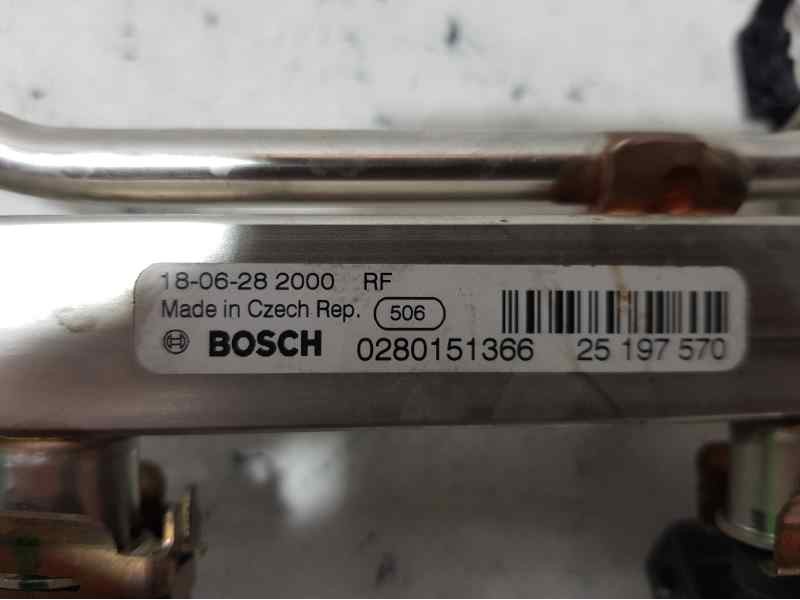 18-06-28 2000 RF
Made in Czech Rep. 506
BOSCH 0280151366 25 197 570